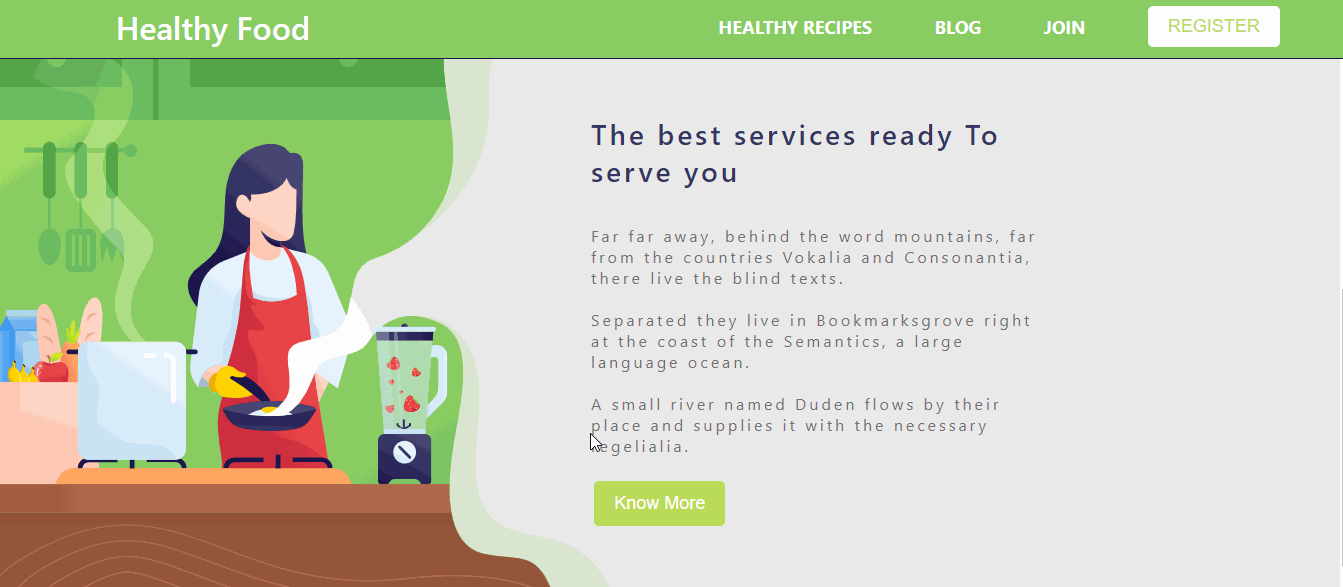 Healthy Food
HEALTHY RECIPES BLOG JOIN REGISTER
The best services ready To
serve you
Far far away, behind the word mountains, far
from the countries Vokalia and Consonantia,
there live the blind texts.
Separated they live in Bookmarksgrove right
at the coast of the Semantics, a large
language ocean.
A small river named Duden flows by their
place and supplies it with the necessary
regelialia.
Know More